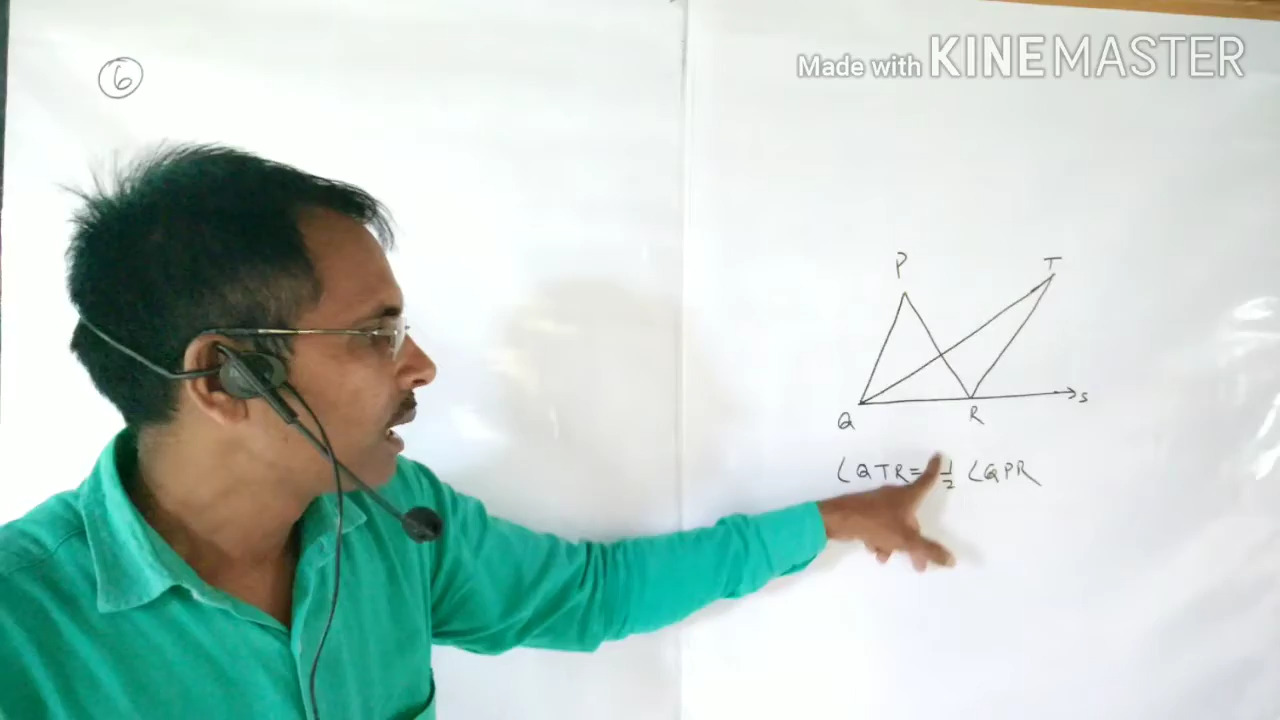 6
Made with KINEMASTER
P
T
Q
R
S
∠QTR = 1/2 ∠QPR